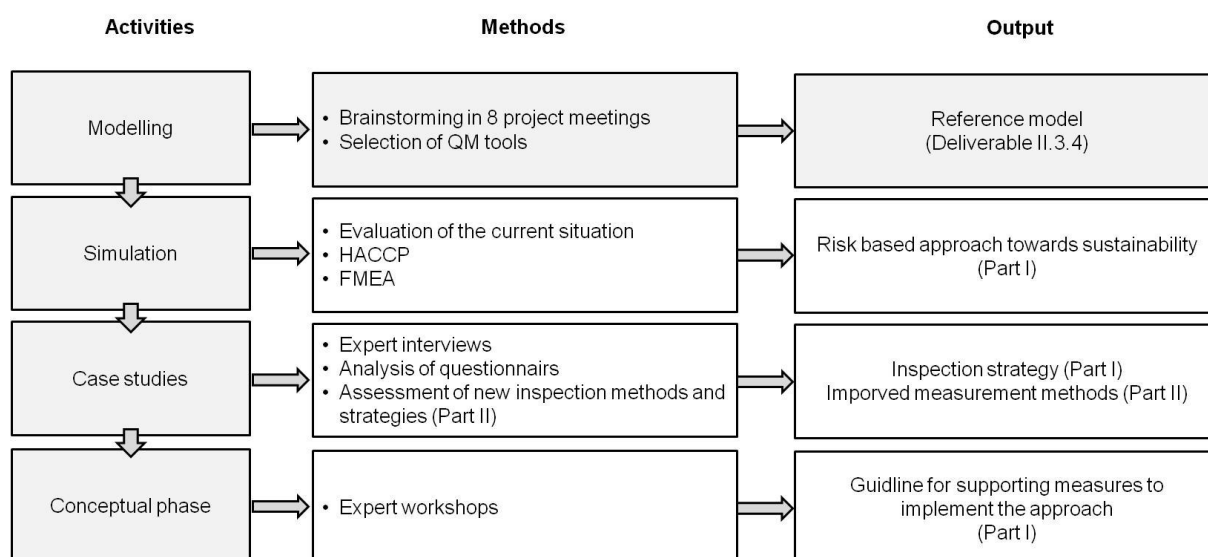 Activities
Methods
Output
Modelling
• Brainstorming in 8 project meetings
• Selection of QM tools
Reference model
(Deliverable II.3.4)
Simulation
• Evaluation of the current situation
• HACCP
• FMEA
Risk based approach towards sustainability
(Part I)
Case studies
• Expert interviews
• Analysis of questionnairs
• Assessment of new inspection methods and
strategies (Part II)
Inspection strategy (Part I)
Imporved measurement methods (Part II)
Conceptual phase
• Expert workshops
Guidline for supporting measures to
implement the approach
(Part I)